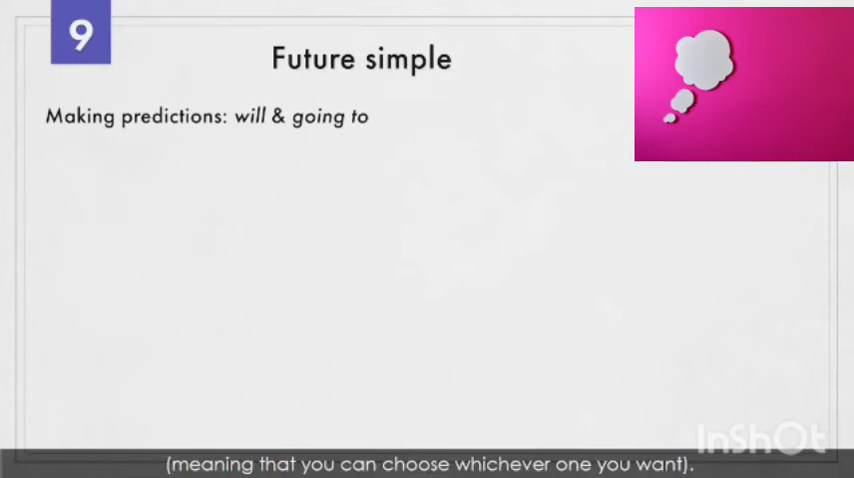 9
Future simple
Making predictions: will & going to
InShOt
(meaning that you can choose whichever one you want).